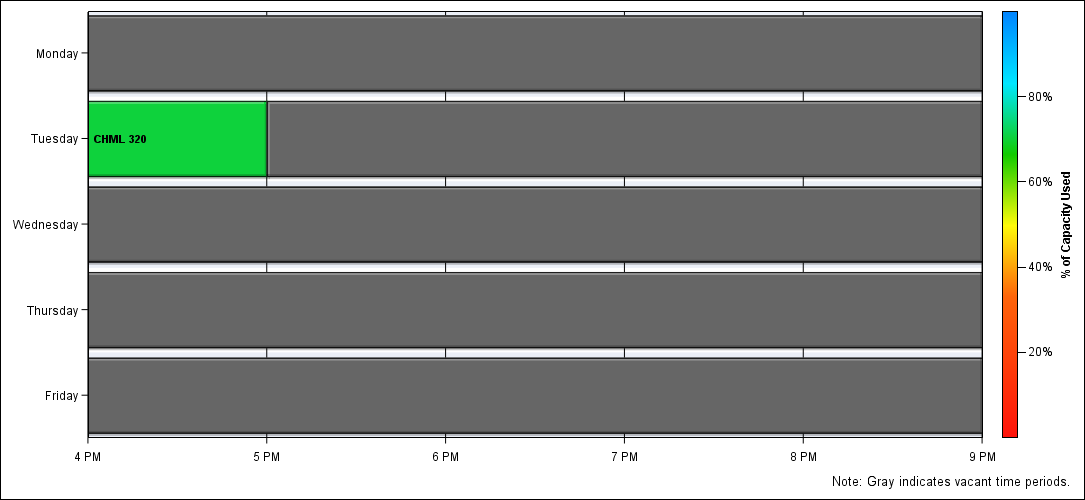 Monday
Tuesday
CHML 320
Wednesday
Thursday
Friday
4 PM
5 PM
6 PM
7 PM
8 PM
9 PM
80%
60%
40%
20%
% of Capacity Used
Note: Gray indicates vacant time periods.